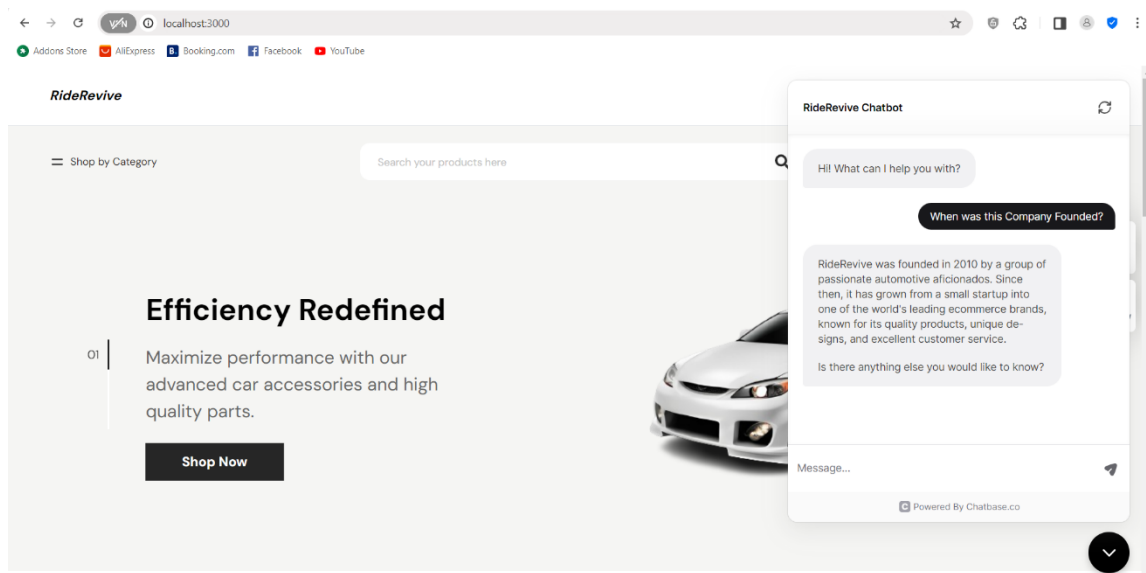 VPN localhost:3000
Addons Store AliExpress B. Booking.com Facebook YouTube
RideRevive
Shop by Category
Search your products here
01
Efficiency Redefined
Maximize performance with our
advanced car accessories and high
quality parts.
Shop Now
RideRevive Chatbot
Hi! What can I help you with?
When was this Company Founded?
RideRevive was founded in 2010 by a group of
passionate automotive aficionados. Since
then, it has grown from a small startup into
one of the world's leading ecommerce brands,
known for its quality products, unique de-
signs, and excellent customer service.
Is there anything else you would like to know?
Message...
Powered By Chatbase.co